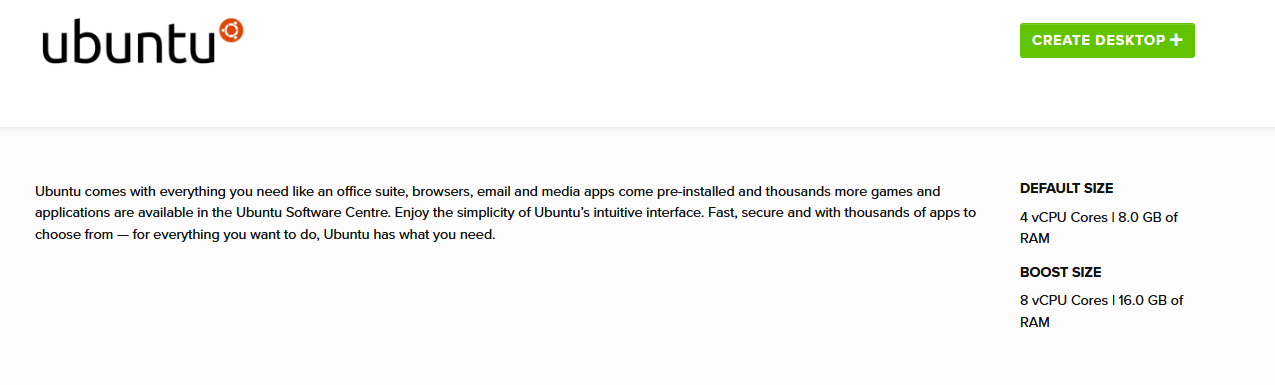 ubuntu
CREATE DESKTOP +
Ubuntu comes with everything you need like an office suite, browsers, email and media apps come pre-installed and thousands more games and
applications are available in the Ubuntu Software Centre. Enjoy the simplicity of Ubuntu’s intuitive interface. Fast, secure and with thousands of apps to
choose from — for everything you want to do, Ubuntu has what you need.
DEFAULT SIZE
4 vCPU Cores | 8.0 GB of
RAM
BOOST SIZE
8 vCPU Cores | 16.0 GB of
RAM